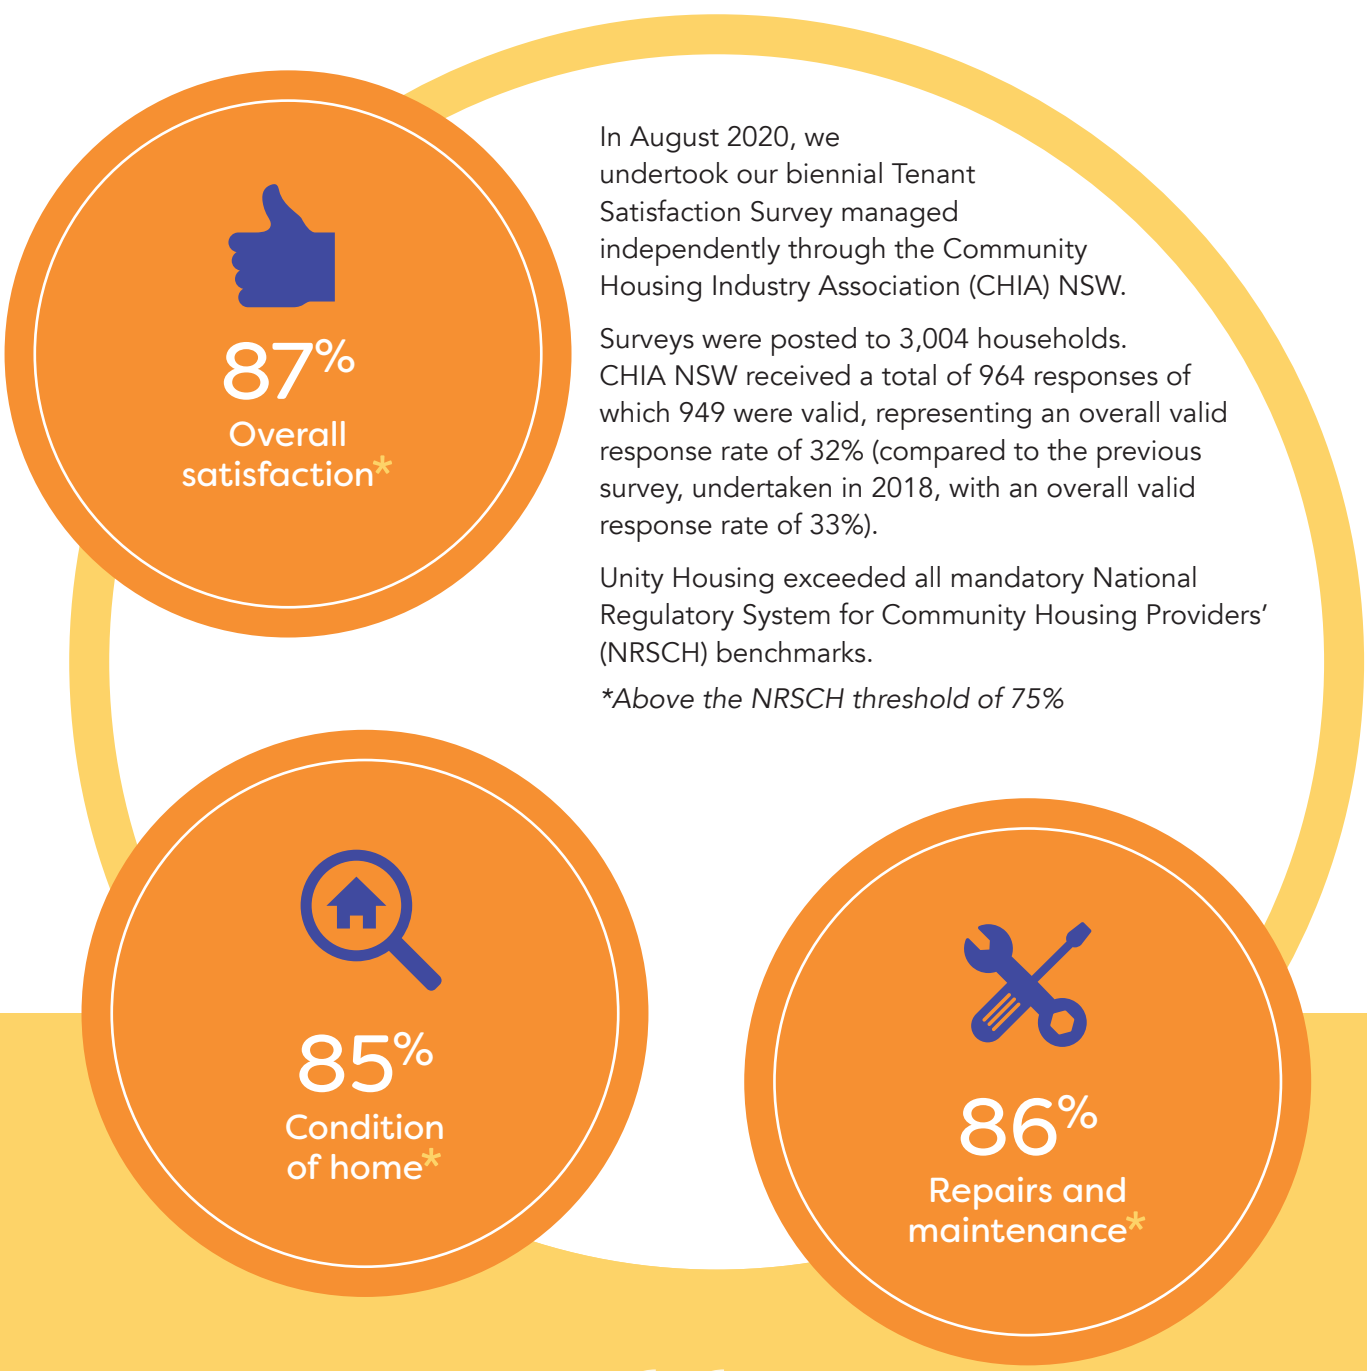 In August 2020, we
undertook our biennial Tenant
Satisfaction Survey managed
independently through the Community
Housing Industry Association (CHIA) NSW.
Surveys were posted to 3,004 households.
CHIA NSW received a total of 964 responses of
which 949 were valid, representing an overall valid
response rate of 32% (compared to the previous
survey, undertaken in 2018, with an overall valid
response rate of 33%).
Unity Housing exceeded all mandatory National
Regulatory System for Community Housing Providers’
(NRSCH) benchmarks.
*Above the NRSCH threshold of 75%
87%
Overall
satisfaction*
85%
Condition
of home*
86%
Repairs and
maintenance*